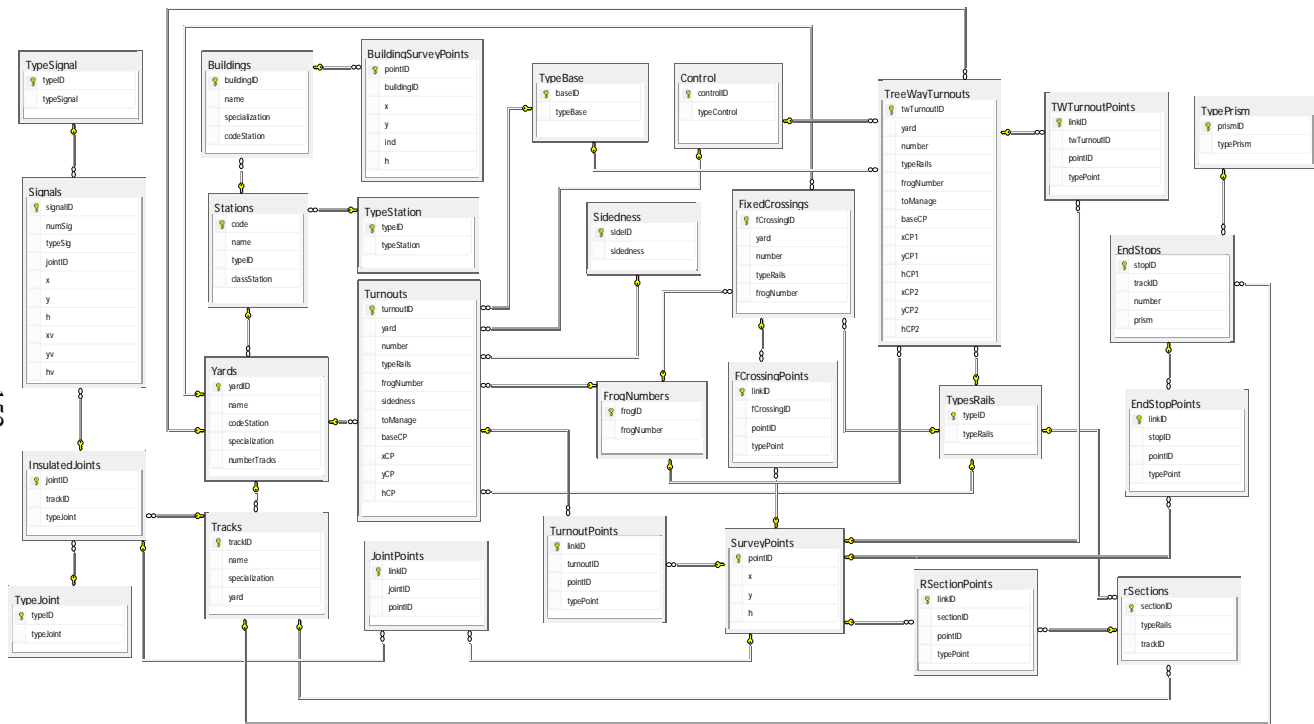 TypeSignal
typeID
typeSignal
Signals
signalID
numSig
typeSig
jointID
x
y
h
xv
yv
hv
InsulatedJoints
jointID
trackID
typeJoint
TypeJoint
typeID
typeJoint
Buildings
buildingID
name
specialization
codeStation
Stations
code
name
typeID
classStation
Yards
yardID
name
codeStation
specialization
numberTracks
Tracks
trackID
name
specialization
yard
BuildingSurveyPoints
pointID
buildingID
x
y
ind
h
TypeStation
typeID
typeStation
Turnouts
turnoutID
yard
number
typeRails
frogNumber
sidedness
toManage
baseCP
xCP
yCP
hCP
JointPoints
linkID
jointID
pointID
TypeBase
baseID
typeBase
Control
controlID
typeControl
Sidedness
sideID
sidedness
FrogNumbers
frogID
frogNumber
TurnoutPoints
linkID
turnoutID
pointID
typePoint
FixedCrossings
fCrossingID
yard
number
typeRails
frogNumber
FCrossingPoints
linkID
fCrossingID
pointID
typePoint
SurveyPoints
pointID
x
y
h
TreeWayTurnouts
twTurnoutID
yard
number
typeRails
frogNumber
toManage
baseCP
xCP1
yCP1
hCP1
xCP2
yCP2
hCP2
TypesRails
typeID
typeRails
RSectionPoints
linkID
sectionID
pointID
typePoint
TWTurnoutPoints
linkID
twTurnoutID
pointID
typePoint
TypePrism
prismID
typePrism
EndStops
stopID
trackID
number
prism
EndStopPoints
linkID
stopID
pointID
typePoint
rSections
sectionID
typeRails
trackID